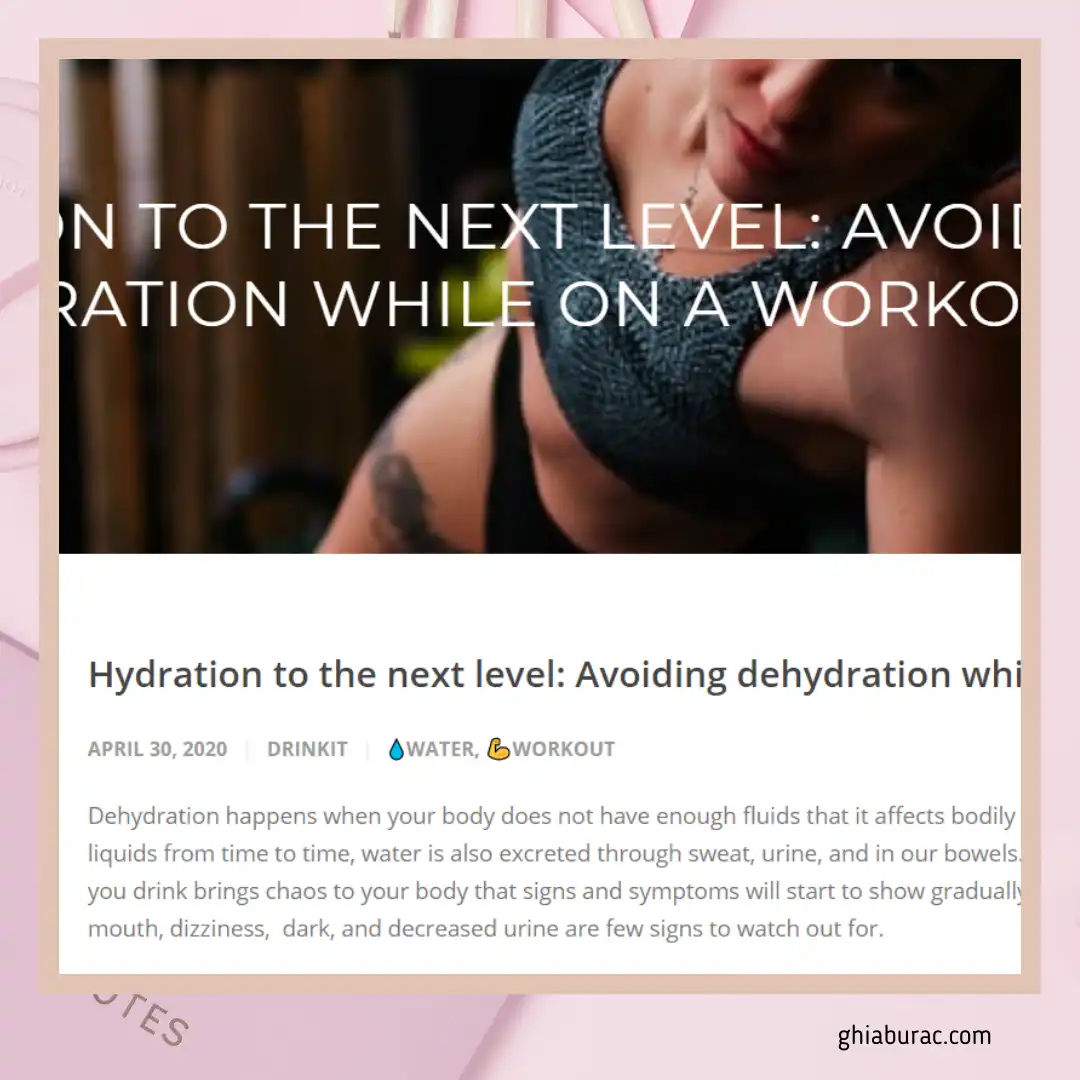 ON TO THE NEXT LEVEL: AVOID
RATION WHILE ON A WORKO
Hydration to the next level: Avoiding dehydration whi
APRIL 30, 2020 DRINKIT 💧WATER, 💪WORKOUT
Dehydration happens when your body does not have enough fluids that it affects bodily
liquids from time to time, water is also excreted through sweat, urine, and in our bowels.
you drink brings chaos to your body that signs and symptoms will start to show gradually
mouth, dizziness,  dark, and decreased urine are few signs to watch out for.
OTES
ghiaburac.com